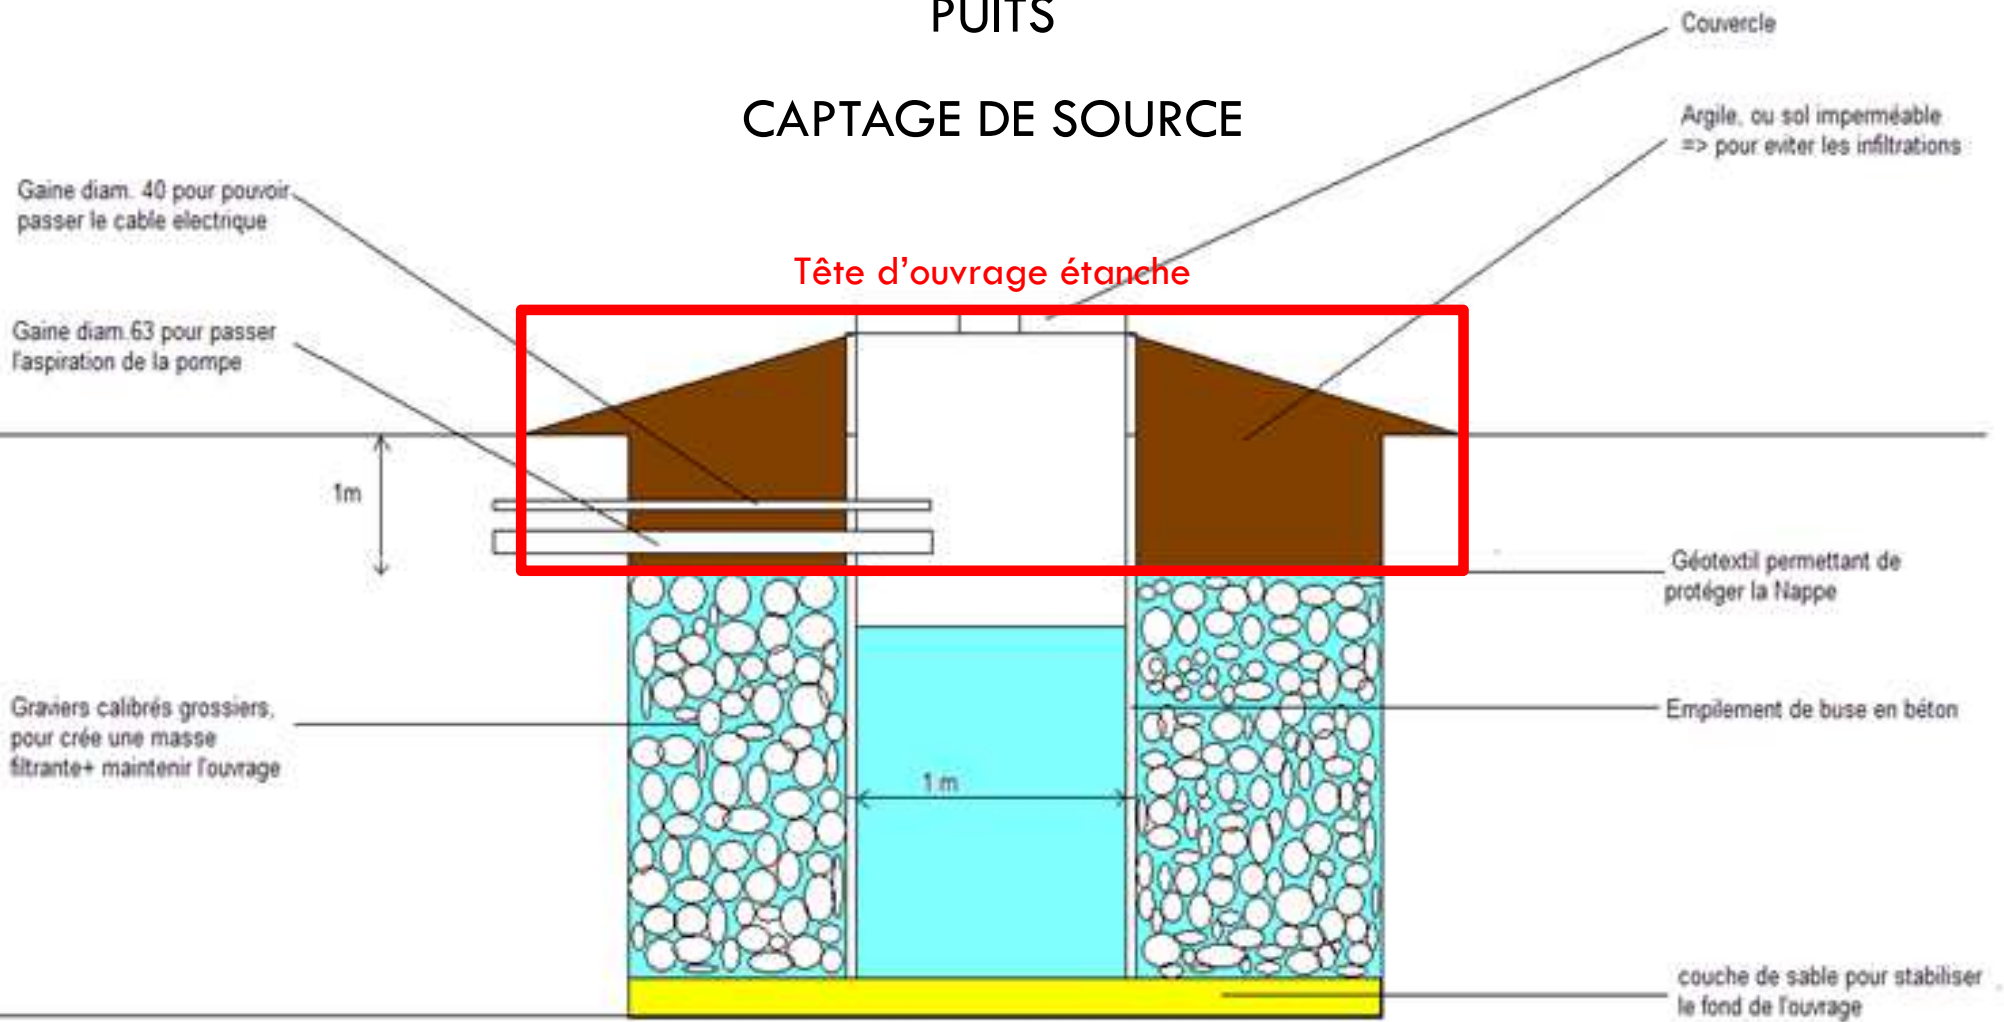 PUITS
CAPTAGE DE SOURCE
Couvercle
Argile, ou sol imperméable
=> pour eviter les infiltrations
Gaine diam. 40 pour pouvoir
passer le cable electrique
Tête d'ouvrage étanche
Gaine diam.63 pour passer
l'aspiration de la pompe
1m
Géotextil permettant de
protéger la Nappe
Graviers calibrés grossiers,
pour crée une masse
filtrante+ maintenir l'ouvrage
Empilement de buse en béton
1 m
couche de sable pour stabiliser
le fond de l'ouvrage